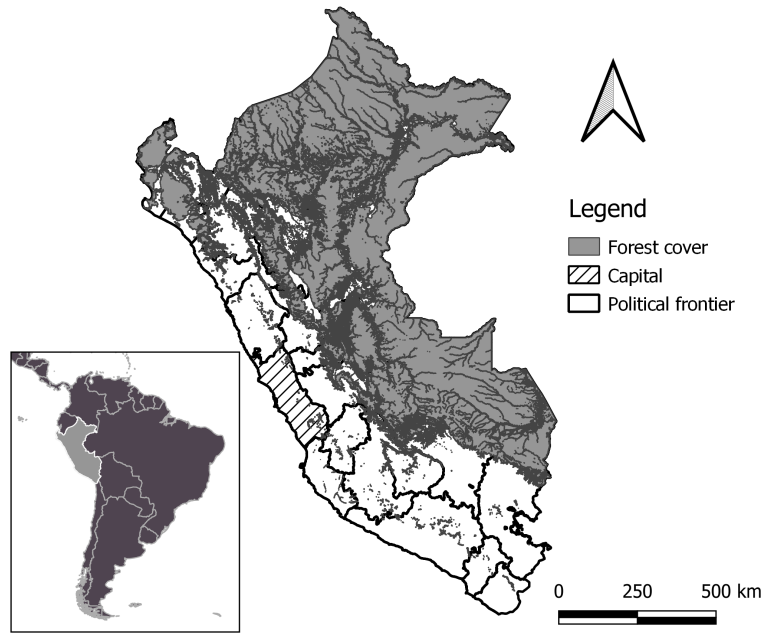 Legend
Forest cover
Capital
Political frontier
0 250 500 km